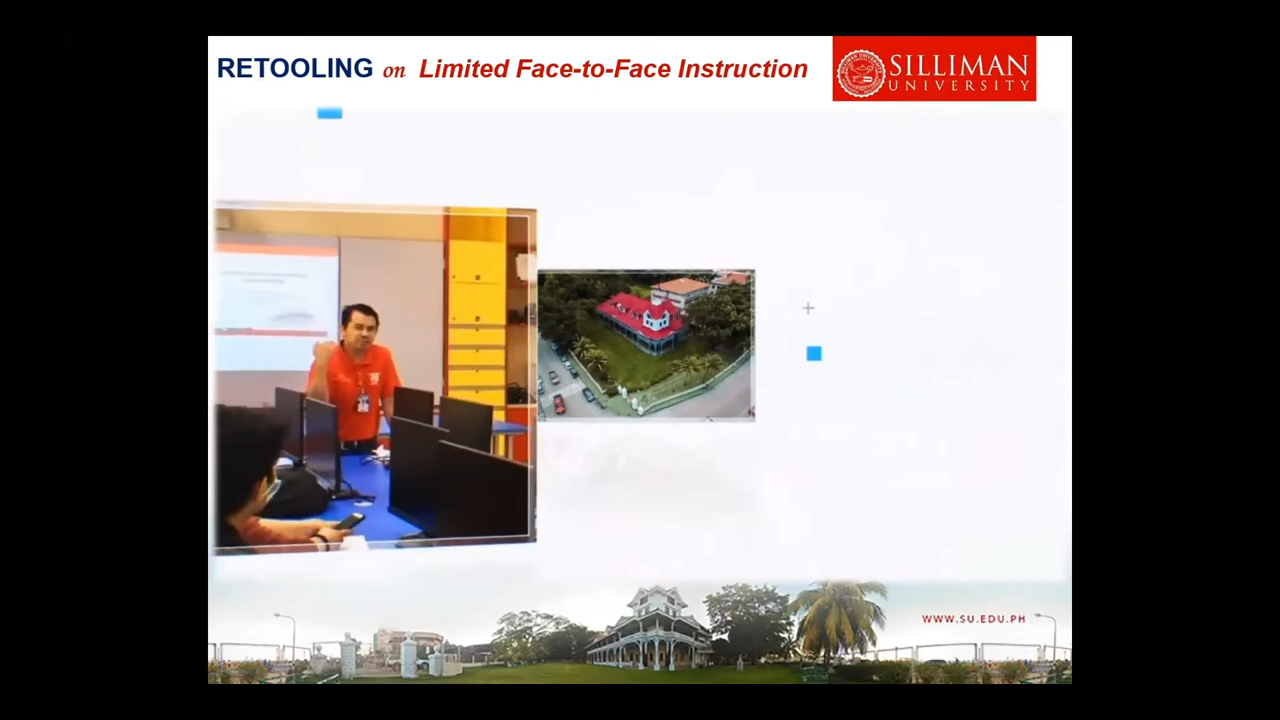 RETOOLING on Limited Face-to-Face Instruction
SILLIMAN
UNIVERSITY
WWW.SU.EDU.PH